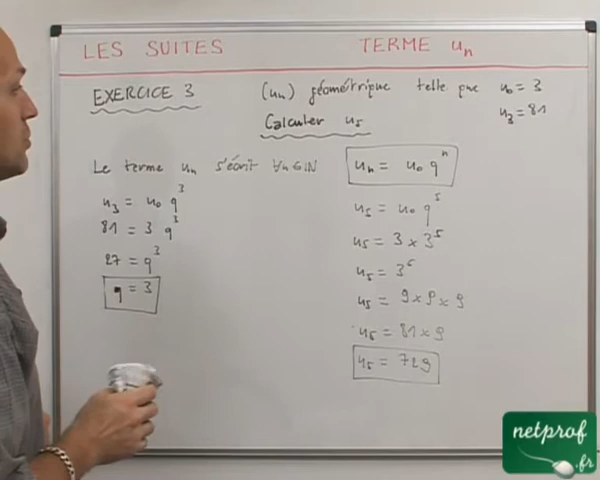 LES SUITES TERME un
EXERCICE 3 (un) géométrique telle que u0 = 3
u3 = 81
Calculer u5
Le terme un s'écrit ∀n∈ℕ un = u0 qⁿ
u3 = u0 q³
81 = 3 q³
27 = q³
q = 3
u5 = u0 q⁵
u5 = 3 × 3⁵
u5 = 3⁶
u5 = 9 × 9 × 9
u5 = 81 × 9
u5 = 729
netprof
.fr